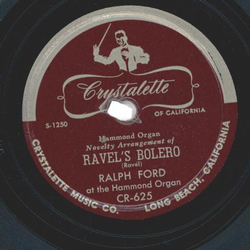 Crystalette
OF CALIFORNIA
S-1250
Hammond Organ
Novelty Arrangement of
RAVEL'S BOLERO
(Ravel)
RALPH FORD
at the Hammond Organ
CR-625
CRYSTALETTE MUSIC CO. LONG BEACH, CALIFORNIA